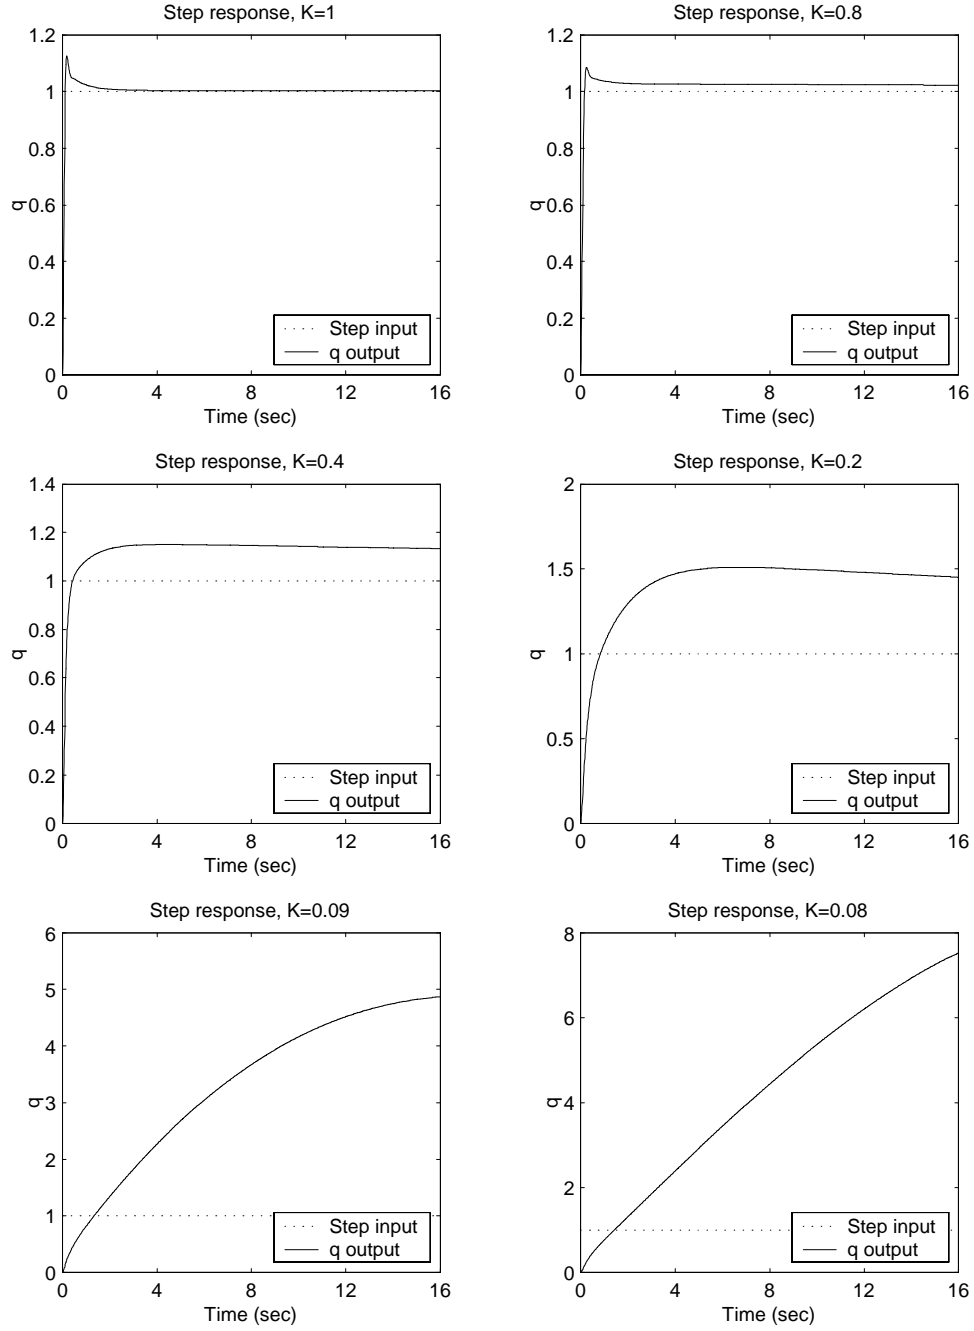 Step response, K=1
1.2
1
0.8
0.6
0.4
0.2
0
q
Step input
q output
0
4
8
12
16
Time (sec)
Step response, K=0.8
1.2
1
0.8
0.6
0.4
0.2
0
q
Step input
q output
0
4
8
12
16
Time (sec)
Step response, K=0.4
1.4
1.2
1
0.8
0.6
0.4
0.2
0
q
Step input
q output
0
4
8
12
16
Time (sec)
Step response, K=0.2
2
1.5
1
0.5
0
q
Step input
q output
0
4
8
12
16
Time (sec)
Step response, K=0.09
6
5
4
3
2
1
0
q
Step input
q output
0
4
8
12
16
Time (sec)
Step response, K=0.08
8
6
4
2
0
q
Step input
q output
0
4
8
12
16
Time (sec)